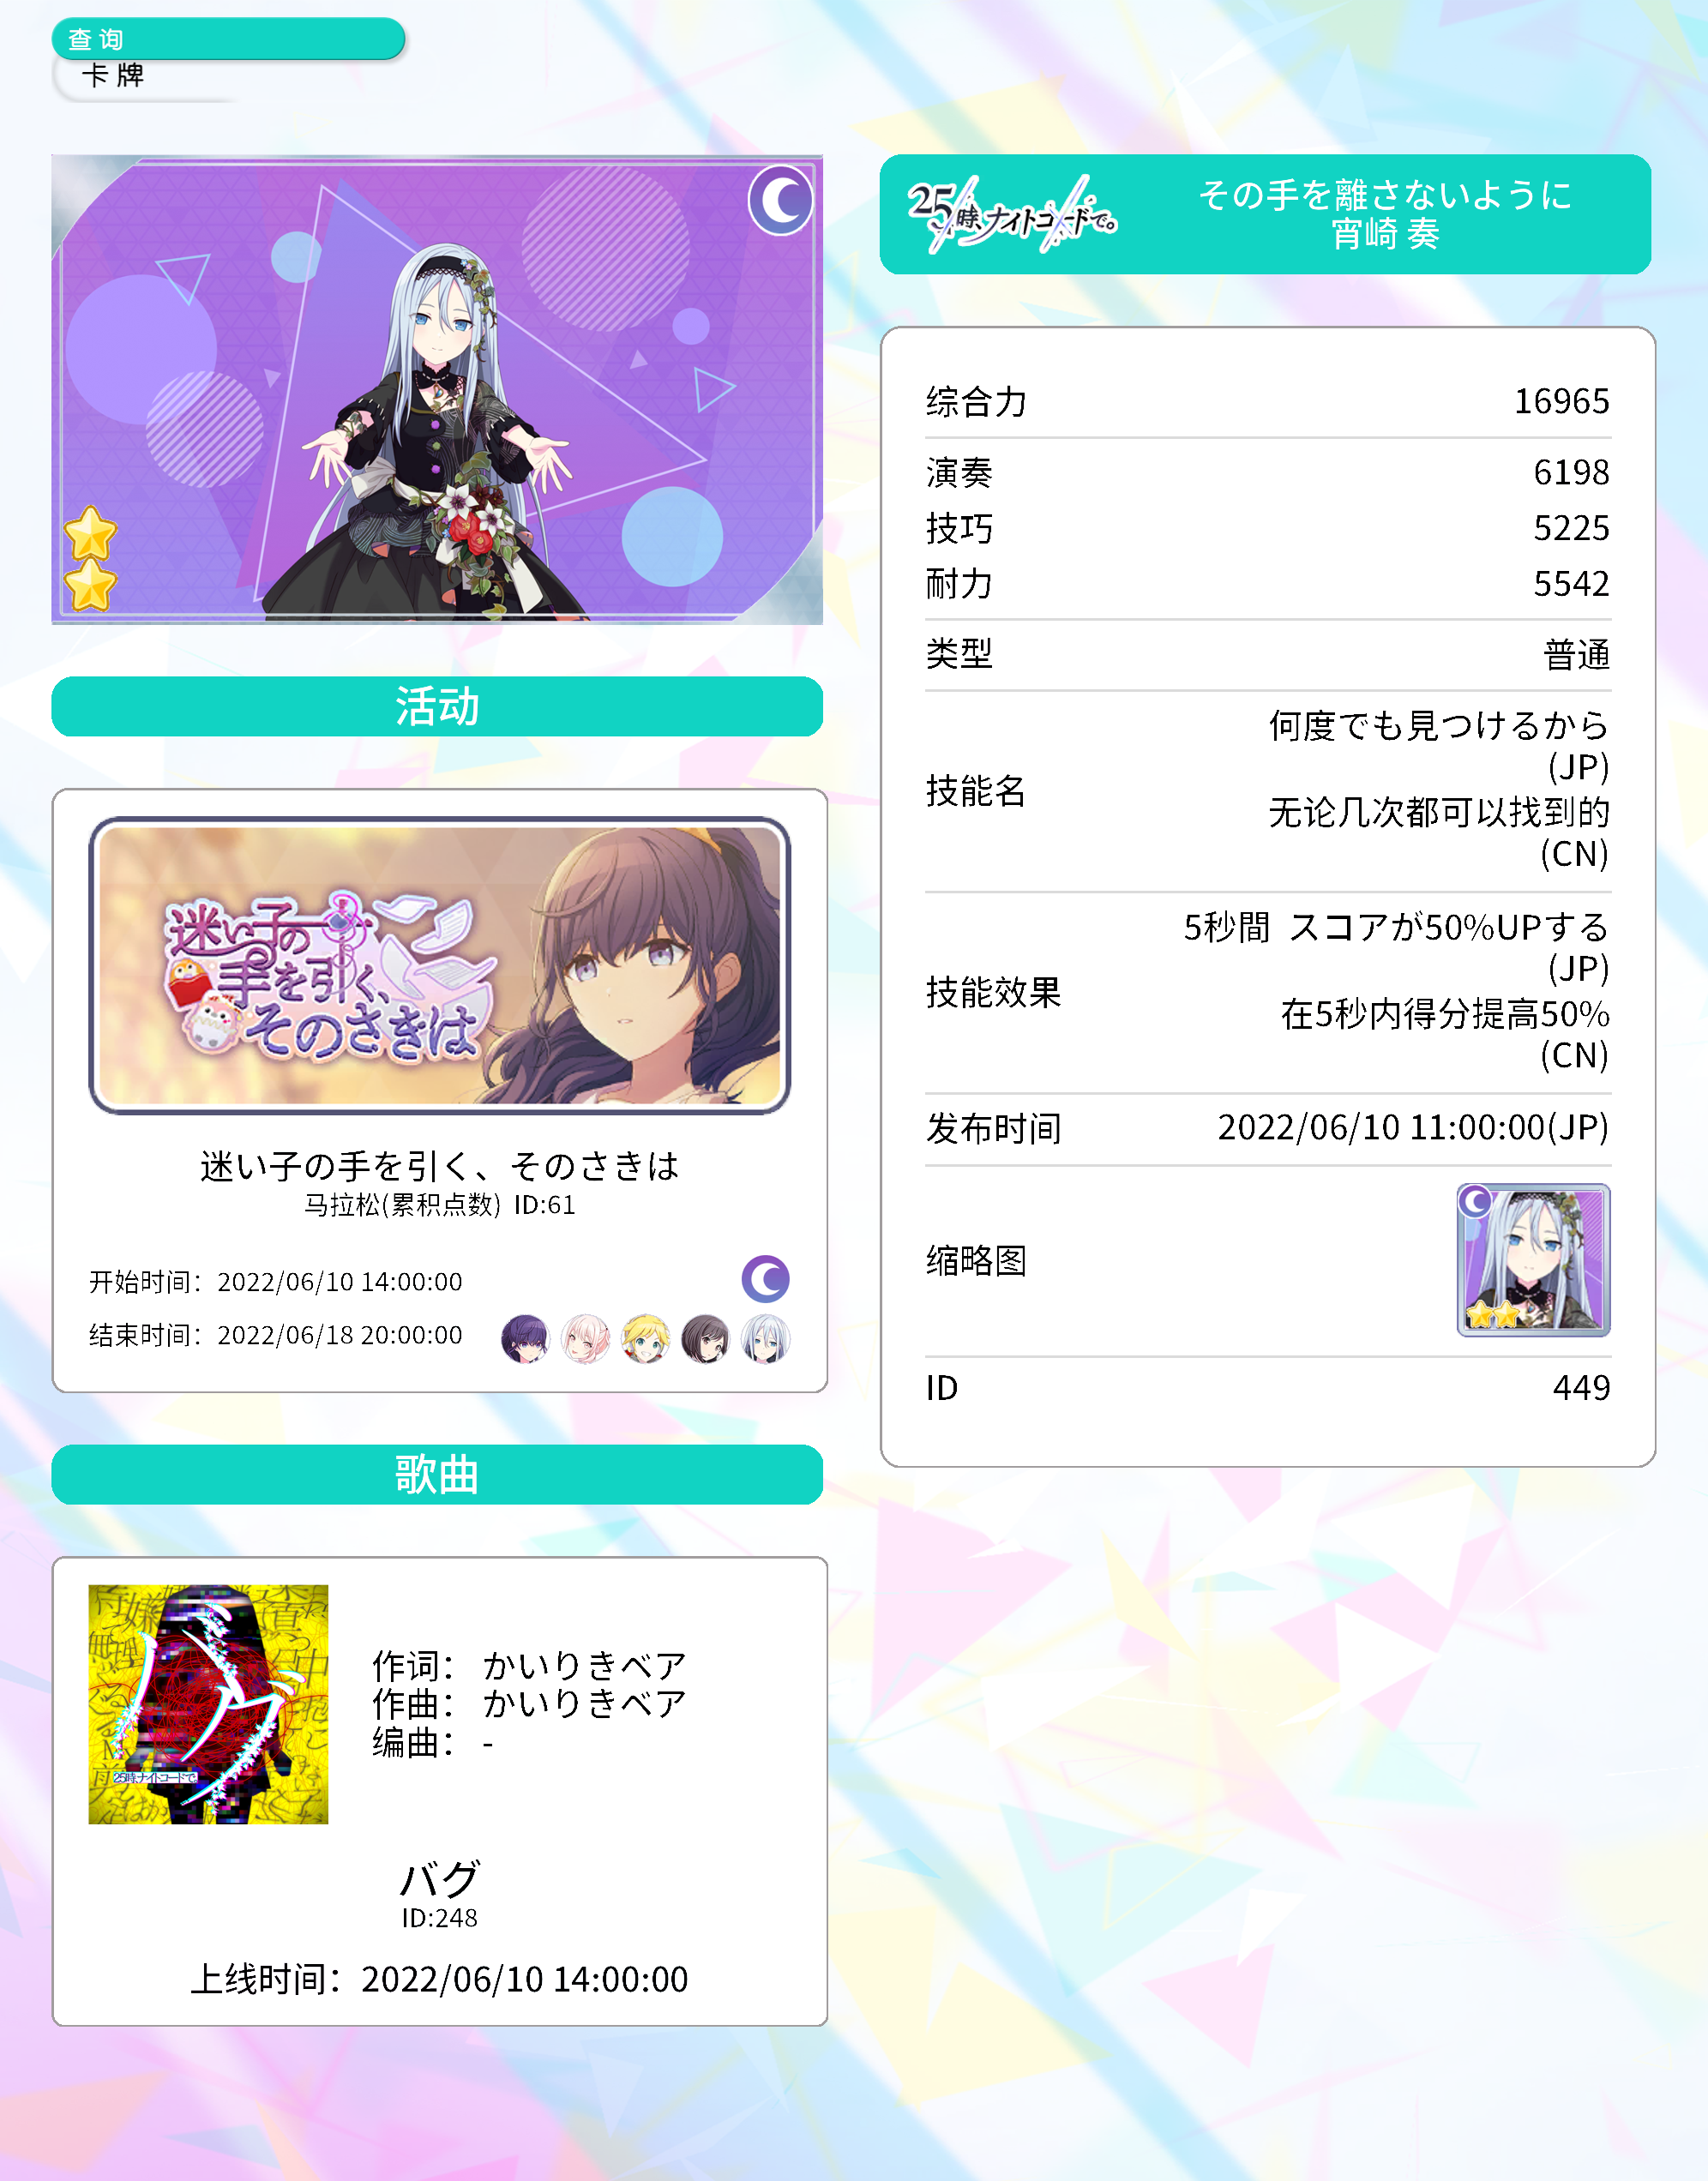 查询
卡牌
25時、ナイトコードで。
その手を離さないように
宵崎 奏
综合力 16965
演奏 6198
技巧 5225
耐力 5542
类型 普通
技能名
何度でも見つけるから
(JP)
无论几次都可以找到的
(CN)
技能效果
5秒間 スコアが50%UPする
(JP)
在5秒内得分提高50%
(CN)
发布时间 2022/06/10 11:00:00(JP)
缩略图
ID 449
活动
迷い子の
手を引く、
そのさきは
迷い子の手を引く、そのさきは
马拉松(累积点数) ID:61
开始时间：2022/06/10 14:00:00
结束时间：2022/06/18 20:00:00
歌曲
バグ
25時、ナイトコードで。
作词： かいりきベア
作曲： かいりきベア
编曲： -
バグ
ID:248
上线时间：2022/06/10 14:00:00